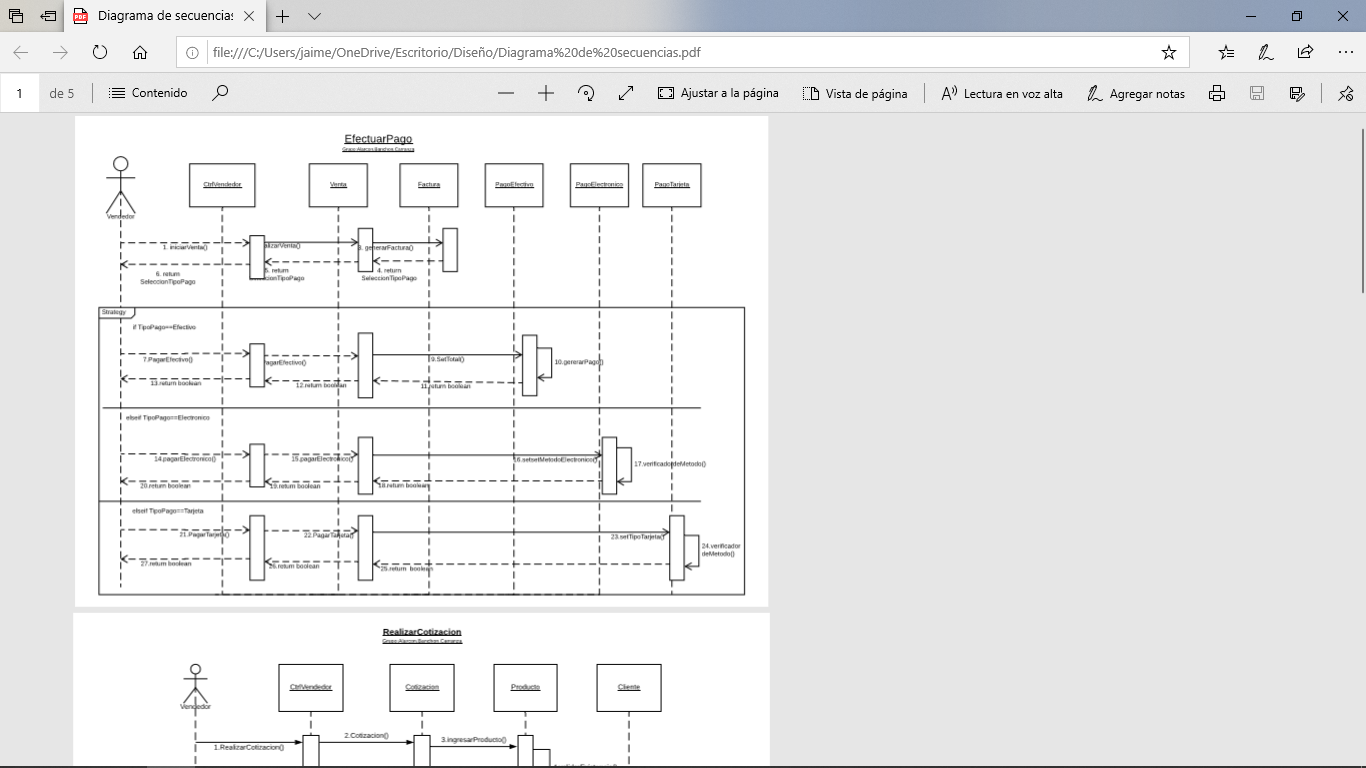 Diagrama de secuencias
file:///C:/Users/jaime/OneDrive/Escritorio/Diseño/Diagrama%20de%20secuencias.pdf
1 de 5
Contenido
Ajustar a la página
Vista de página
Lectura en voz alta
Agregar notas
EfectuarPago
CtrlVendedor
Venta
Factura
PagoEfectivo
PagoElectronico
PagoTarjeta
Vendedor
1. iniciarVenta()
alizarVenta()
3. generarFactura()
6. return
SeleccionTipoPago
5. return
cionTipoPago
4. return
SeleccionTipoPago
Strategy
if TipoPago==Efectivo
7.PagarEfectivo()
agarEfectivo()
9.SetTotal()
13.return boolean
12.return boolean
11.return boolean
elseif TipoPago==Electronico
14.pagarElectronico()
15.pagarElectronico()
16.setsetMetodoElectronico()
17.verificadordeMetodo()
20.return boolean
19.return boolean
18.return boolean
elseif TipoPago==Tarjeta
21.PagarTarjeta()
22.PagarTarjeta()
23.setTipoTarjeta()
24.verificador
deMetodo()
27.return boolean
26.return boolean
25.return boolean
RealizarCotizacion
CtrlVendedor
Cotizacion
Producto
Cliente
Vendedor
1.RealizarCotizacion()
2.Cotizacion()
3.ingresarProducto()